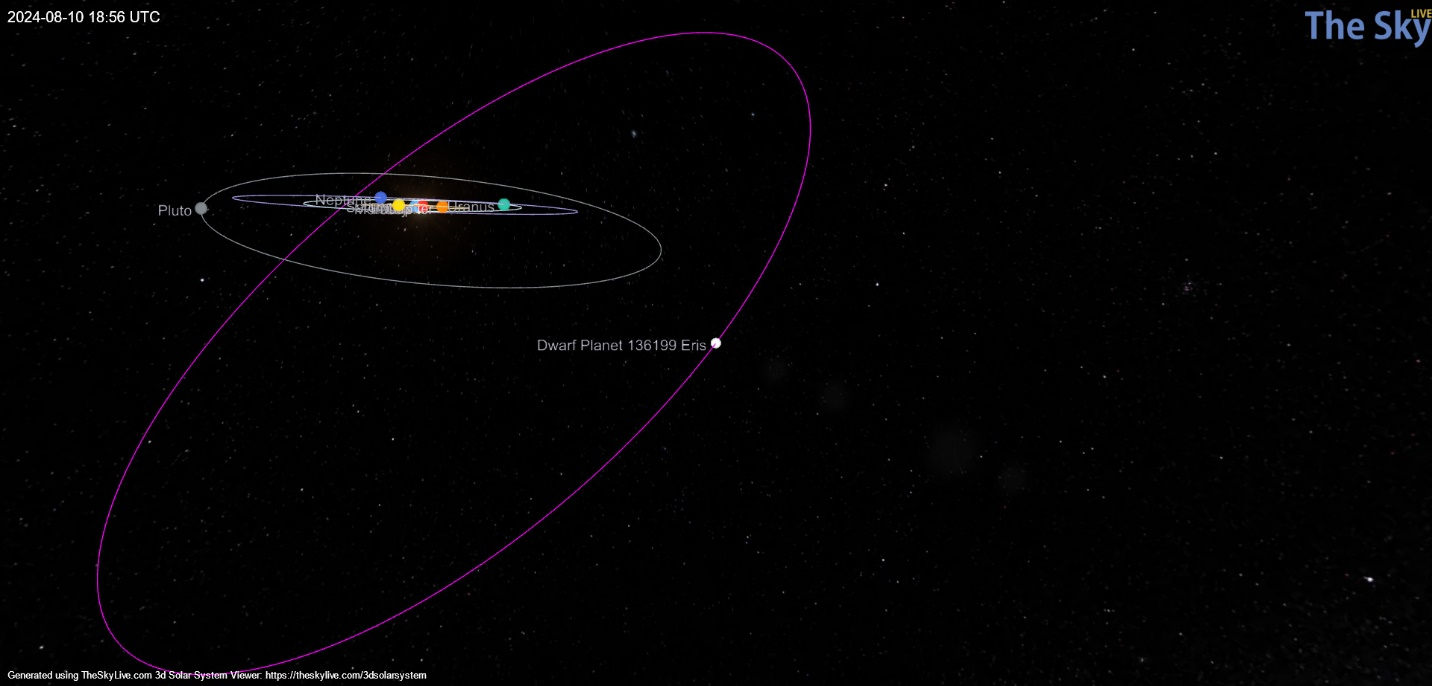 2024-08-10 18:56 UTC
LIVE
The Sky
Neptune
Uranus
Pluto
Dwarf Planet 136199 Eris
Generated using TheSkyLive.com 3d Solar System Viewer: https://theskylive.com/3dsolarsystem